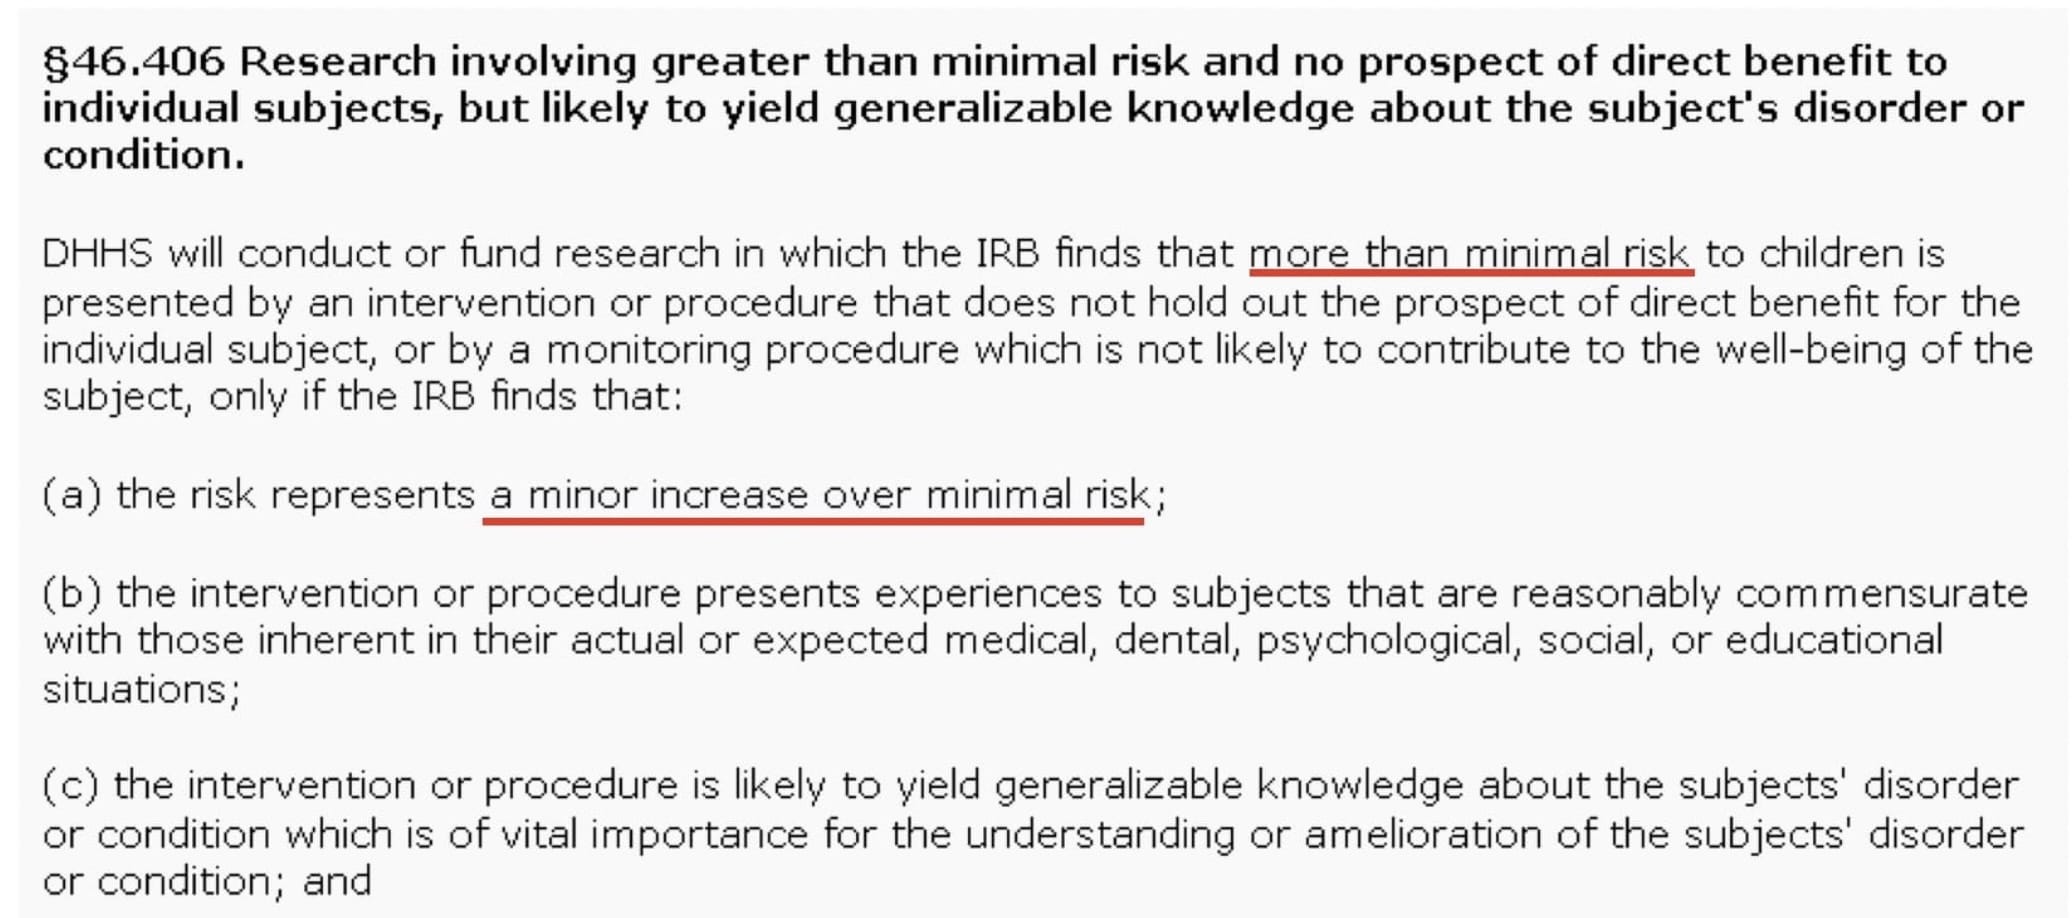 §46.406 Research involving greater than minimal risk and no prospect of direct benefit to
individual subjects, but likely to yield generalizable knowledge about the subject's disorder or
condition.
DHHS will conduct or fund research in which the IRB finds that more than minimal risk to children is
presented by an intervention or procedure that does not hold out the prospect of direct benefit for the
individual subject, or by a monitoring procedure which is not likely to contribute to the well-being of the
subject, only if the IRB finds that:
(a) the risk represents a minor increase over minimal risk;
(b) the intervention or procedure presents experiences to subjects that are reasonably commensurate
with those inherent in their actual or expected medical, dental, psychological, social, or educational
situations;
(c) the intervention or procedure is likely to yield generalizable knowledge about the subjects' disorder
or condition which is of vital importance for the understanding or amelioration of the subjects' disorder
or condition; and